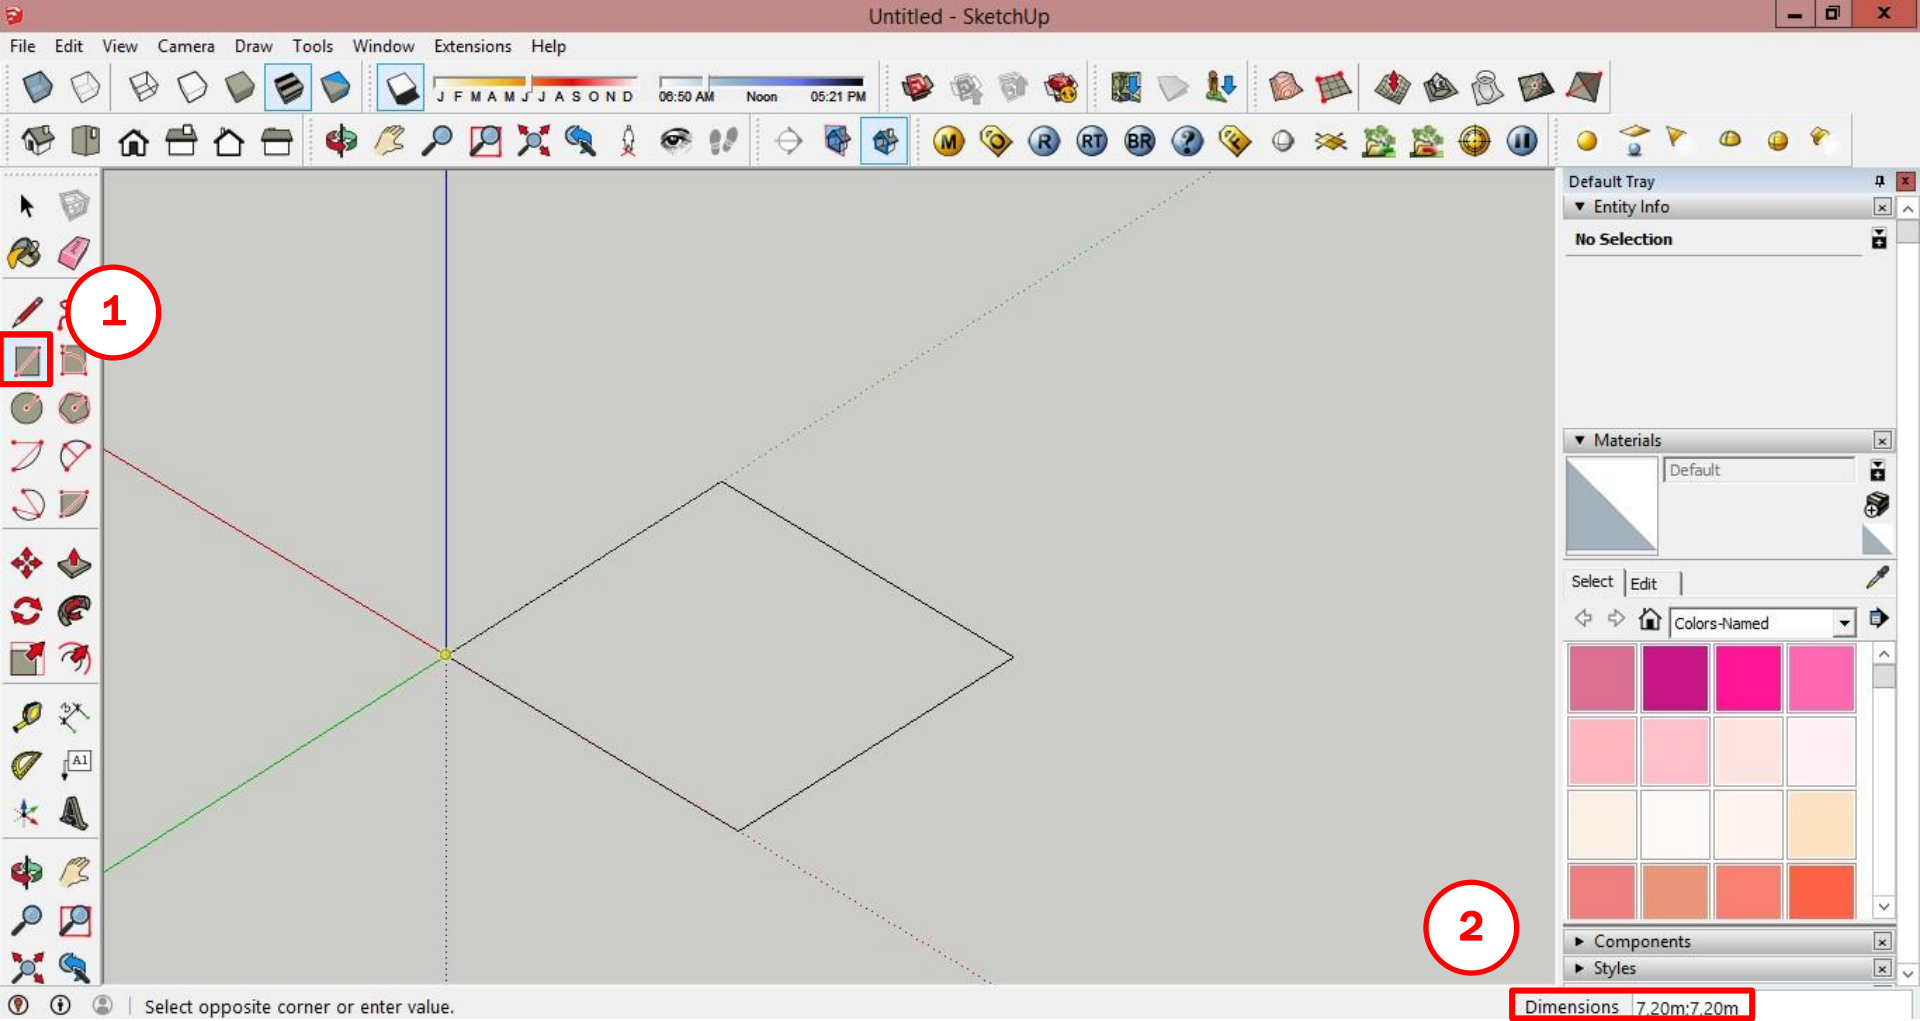 Untitled - SketchUp
File Edit View Camera Draw Tools Window Extensions Help
J F M A M J J A S O N D 06:50 AM Noon 05:21 PM
M O R RT BR ?
Default Tray
Entity Info
No Selection
1
Materials
Default
Select Edit
Colors-Named
A1
2
Components
Styles
Select opposite corner or enter value.
Dimensions 7,20m;7,20m